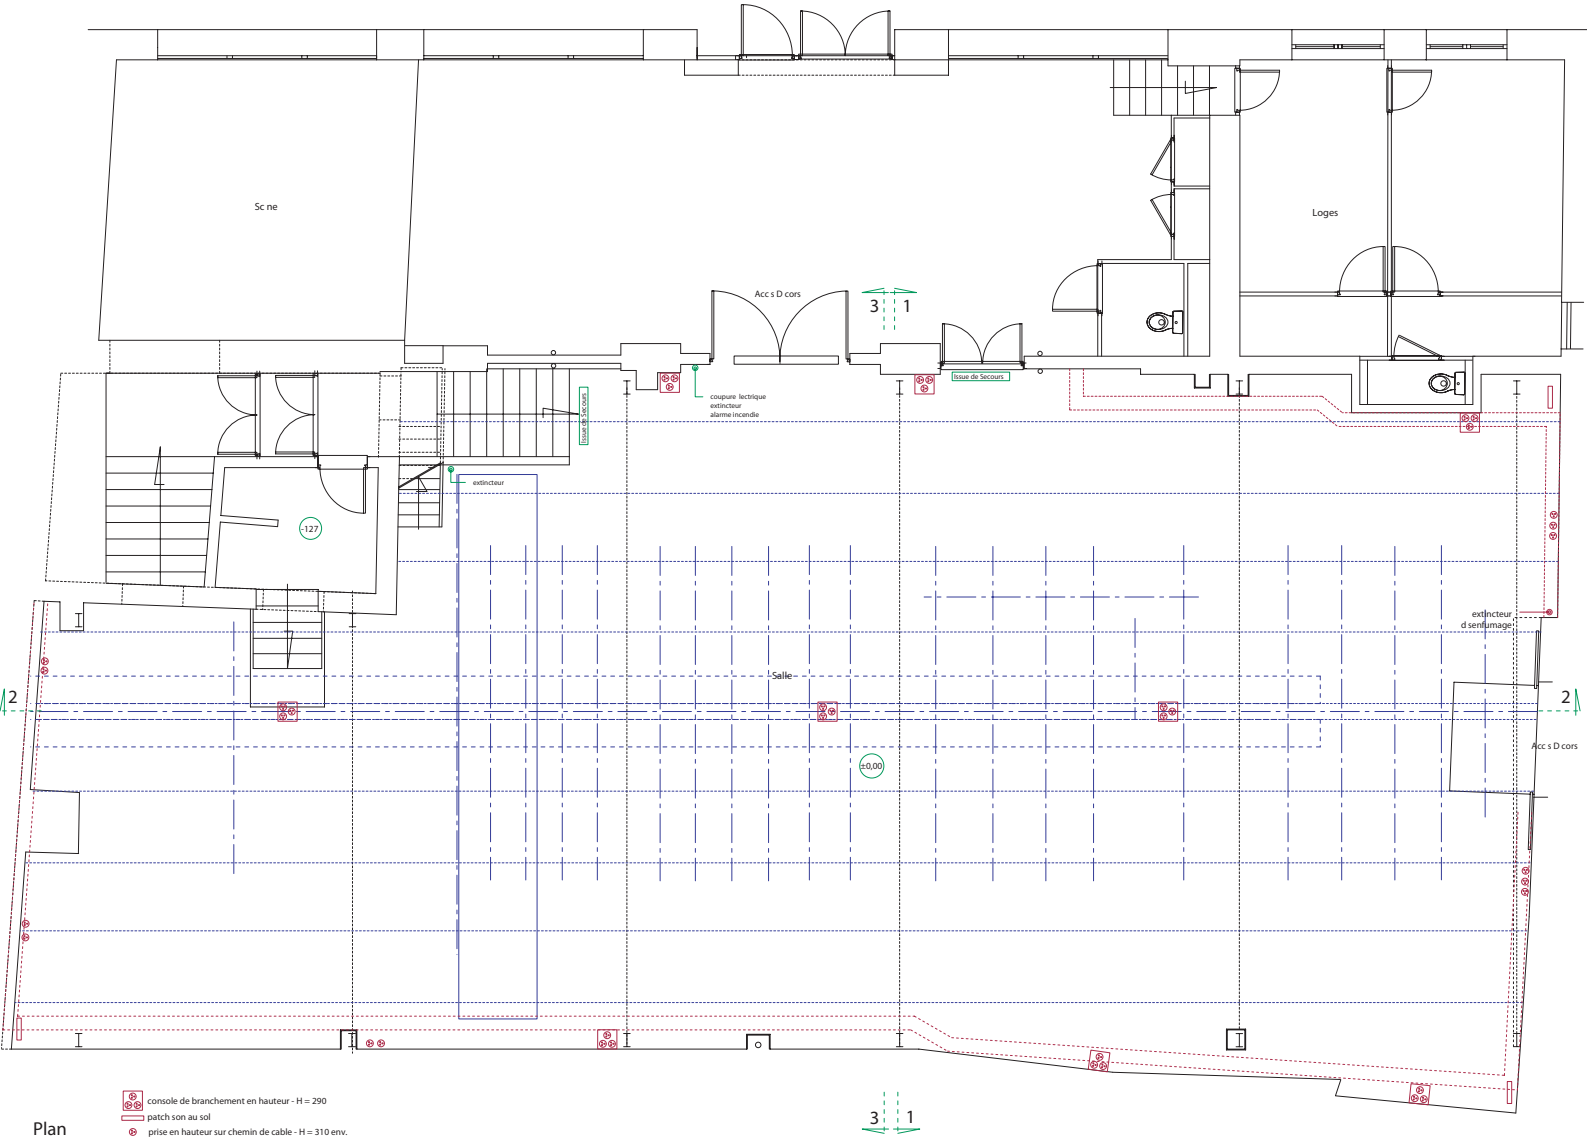 Sc ne
Loges
Acc s D cors
3 1
Issue de Secours
coupure lectrique
extincteur
alarme incendie
Issue de Secours
extincteur
-127
extincteur
d senfumage
Salle
2
2
Acc s D cors
±0,00
console de branchement en hauteur - H = 290
patch son au sol
prise en hauteur sur chemin de cable - H = 310 env.
Plan
3 1